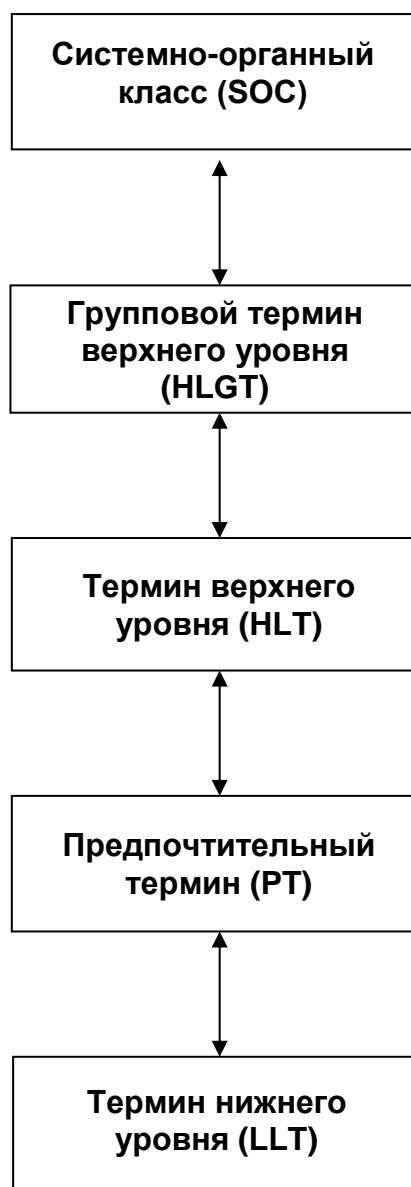 Системно-органный
класс (SOC)
Групповой термин
верхнего уровня
(HLGT)
Термин верхнего
уровня (HLT)
Предпочтительный
термин (PT)
Термин нижнего
уровня (LLT)